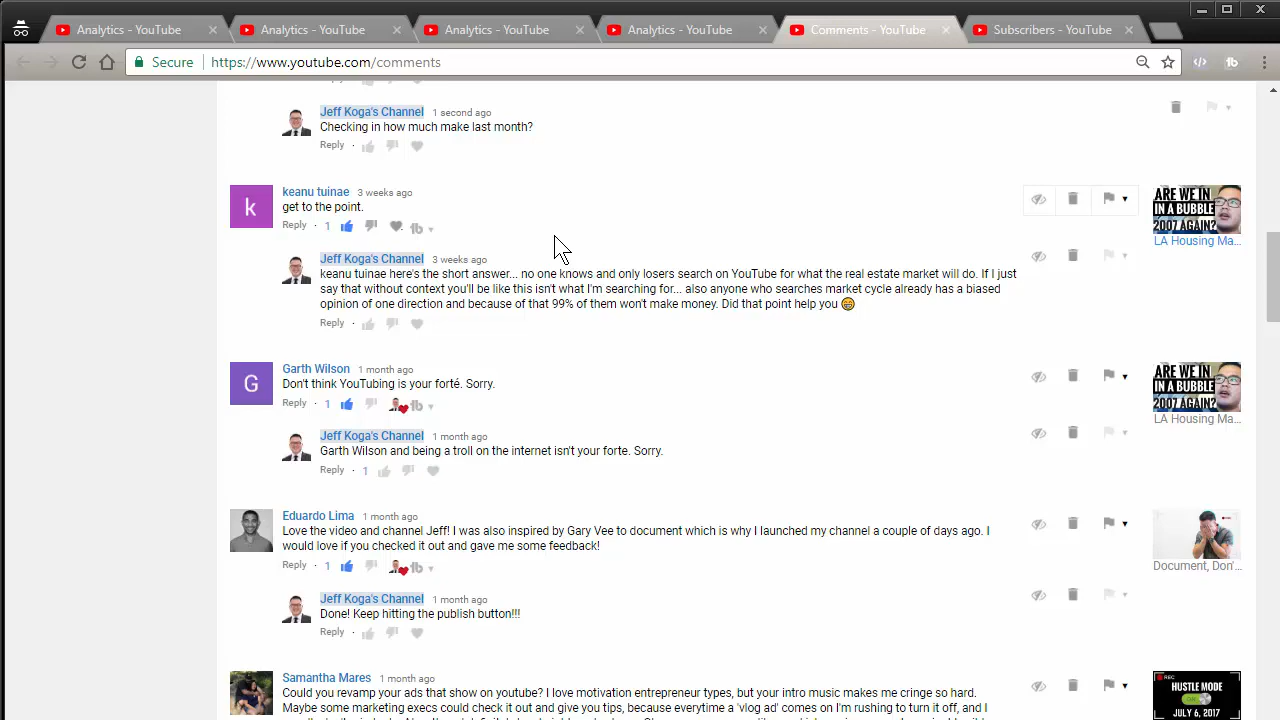 Analytics - YouTube
Analytics - YouTube
Analytics - YouTube
Analytics - YouTube
Comments - YouTube
Subscribers - YouTube
Secure
https://www.youtube.com/comments
Jeff Koga's Channel 1 second ago
Checking in how much make last month?
Reply
keanu tuinae 3 weeks ago
get to the point.
Reply · 1
k
ARE WE IN
IN A BUBBLE
2007 AGAIN?
LA Housing Ma...
Jeff Koga's Channel 3 weeks ago
keanu tuinae here's the short answer... no one knows and only losers search on YouTube for what the real estate market will do. If I just
say that without context you'll be like this isn't what I'm searching for... also anyone who searches market cycle already has a biased
opinion of one direction and because of that 99% of them won't make money. Did that point help you 😁
Reply ·
Garth Wilson 1 month ago
Don't think YouTubing is your forté. Sorry.
Reply · 1
G
ARE WE IN
IN A BUBBLE
2007 AGAIN?
LA Housing Ma...
Jeff Koga's Channel 1 month ago
Garth Wilson and being a troll on the internet isn't your forte. Sorry.
Reply · 1
Eduardo Lima 1 month ago
Love the video and channel Jeff! I was also inspired by Gary Vee to document which is why I launched my channel a couple of days ago. I
would love if you checked it out and gave me some feedback!
Reply · 1
Document, Don'...
Jeff Koga's Channel 1 month ago
Done! Keep hitting the publish button!!!
Reply ·
Samantha Mares 1 month ago
Could you revamp your ads that show on youtube? I love motivation entrepreneur types, but your intro music makes me cringe so hard.
Maybe some marketing execs could check it out and give you tips, because everytime a 'vlog ad' comes on I'm rushing to turn it off, and I
REC
HUSTLE MODE
ON
JULY 6, 2017